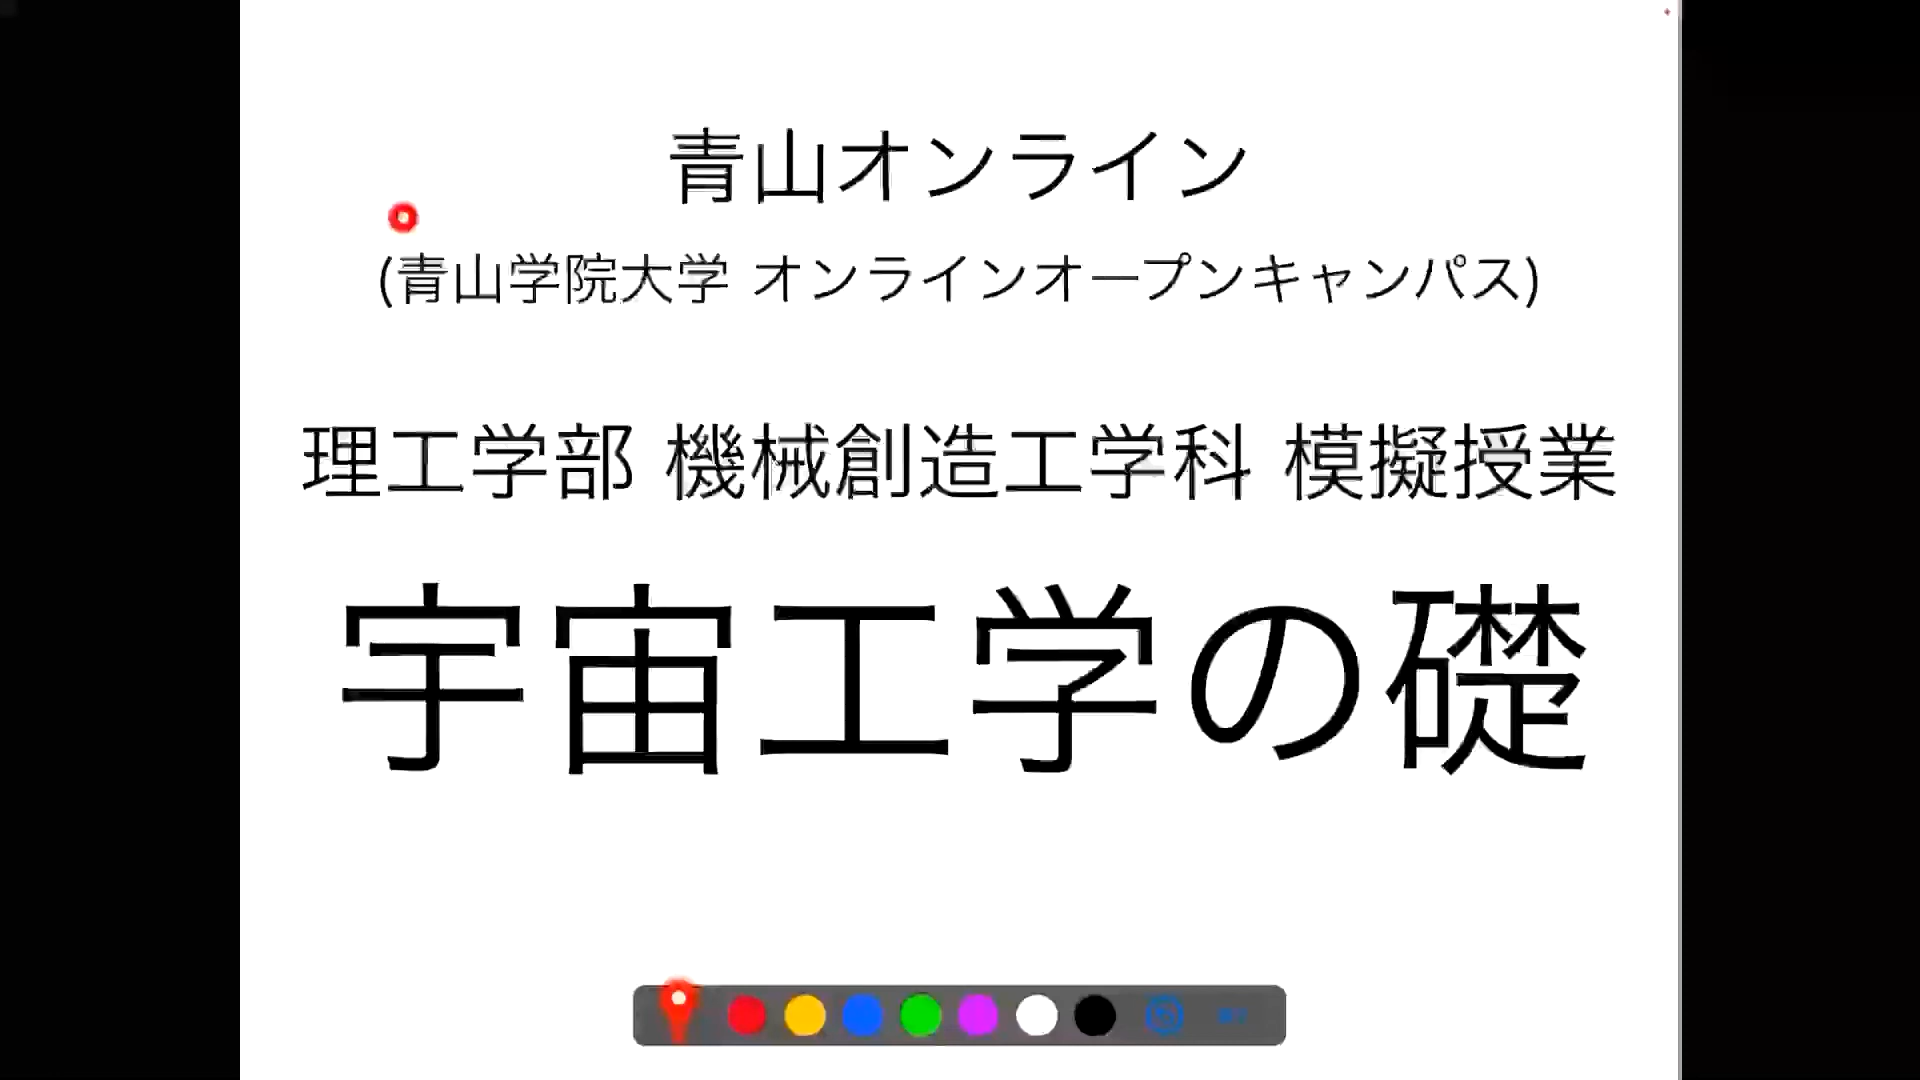 青山オンライン
(青山学院大学 オンラインオープンキャンパス)
理工学部 機械創造工学科 模擬授業
宇宙工学の礎